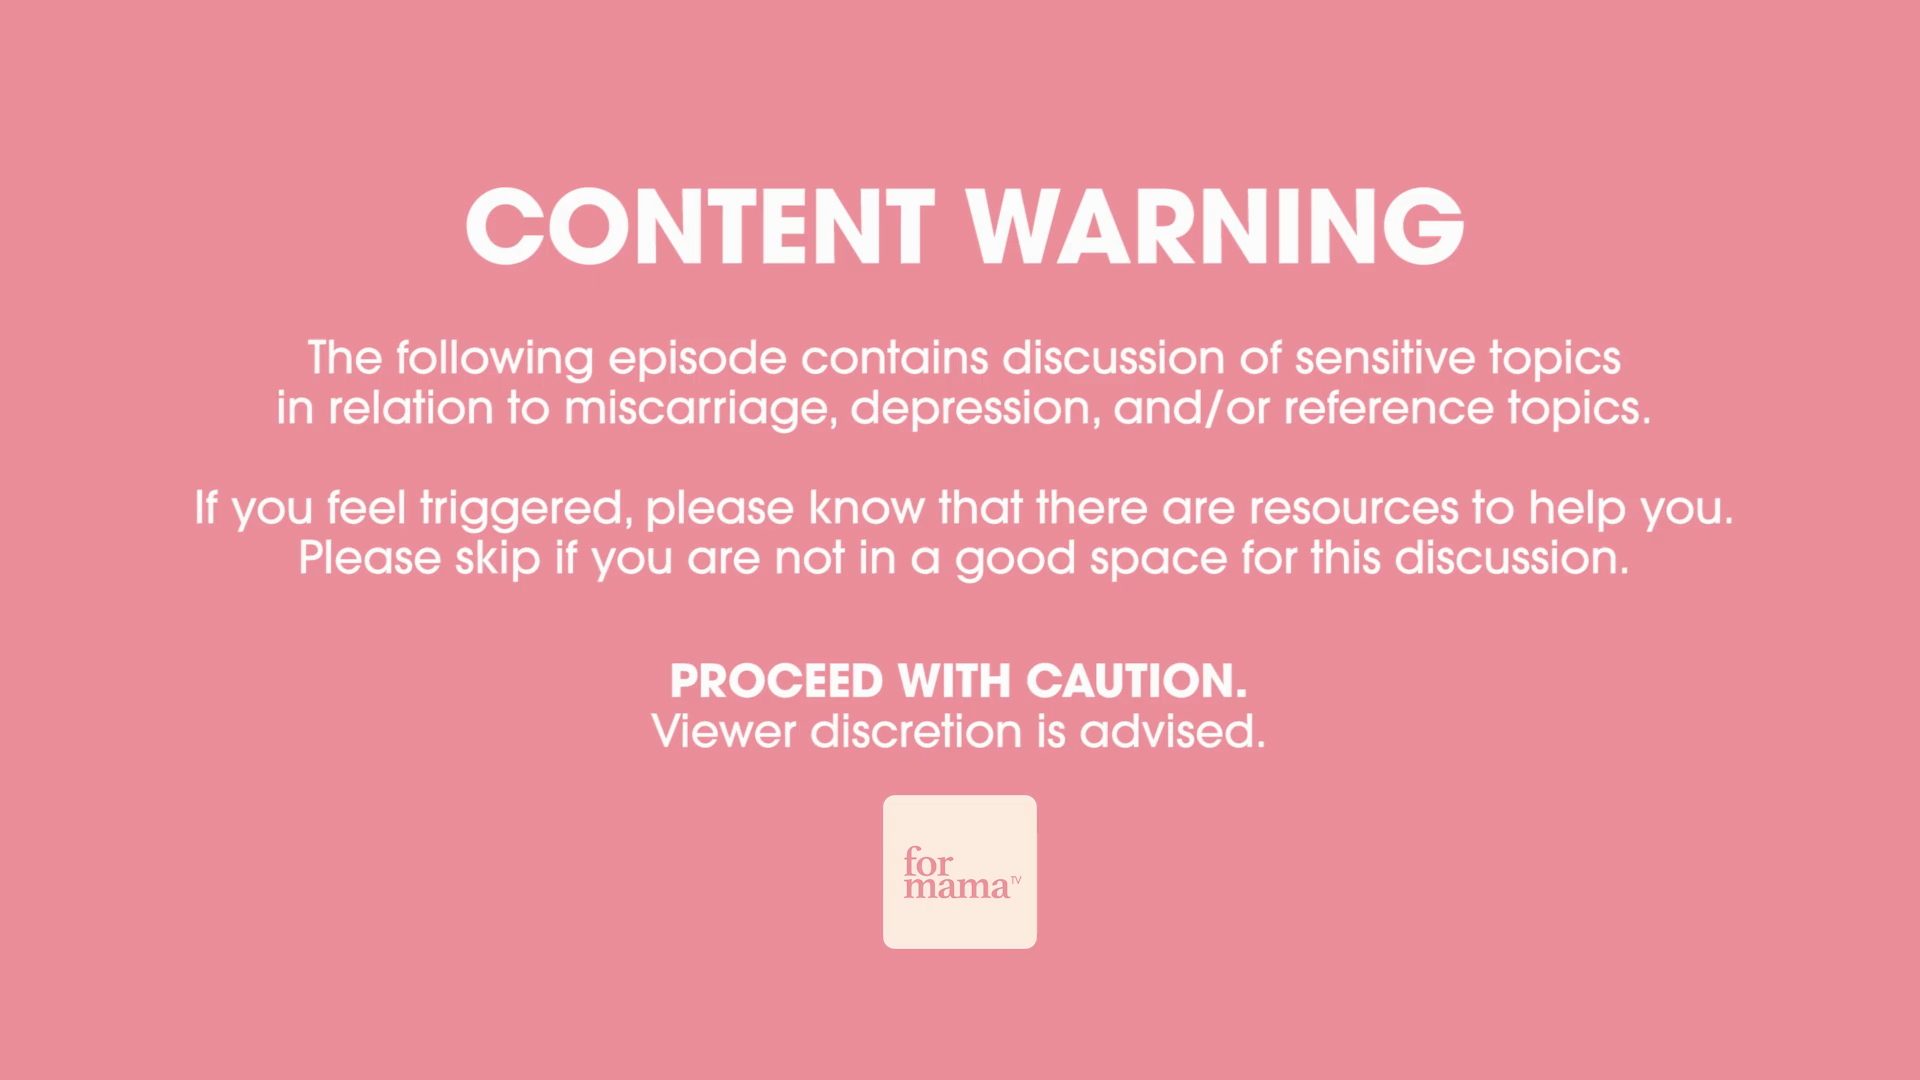 CONTENT WARNING
The following episode contains discussion of sensitive topics
in relation to miscarriage, depression, and/or reference topics.
If you feel triggered, please know that there are resources to help you.
Please skip if you are not in a good space for this discussion.
PROCEED WITH CAUTION.
Viewer discretion is advised.
for
mama TV